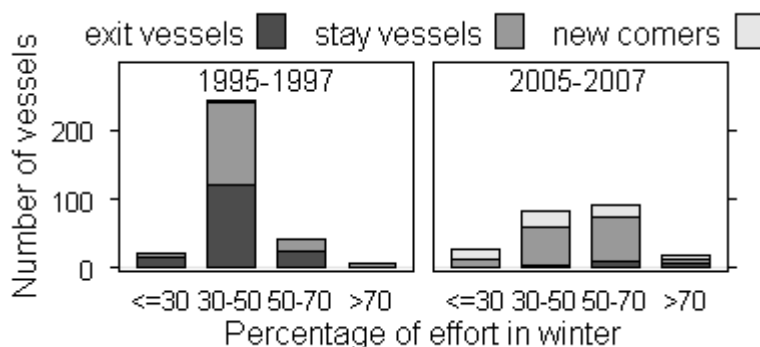 exit vessels stay vessels new comers
1995-1997 2005-2007
Number of vessels
200
100
0
<=30 30-50 50-70 >70 <=30 30-50 50-70 >70
Percentage of effort in winter